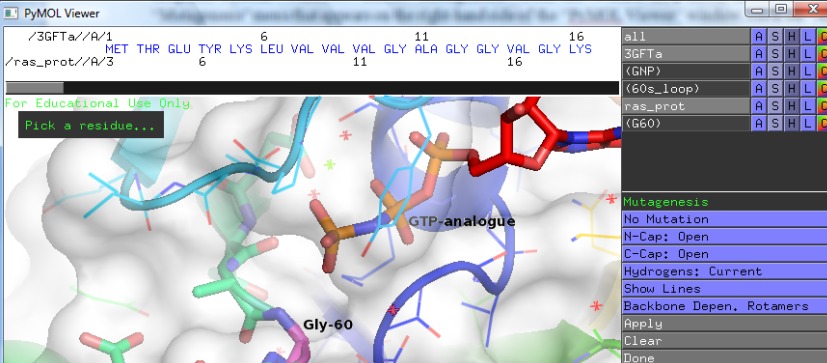 PyMOL Viewer
/3GFTa//A/1 6 11 16
MET THR GLU TYR LYS LEU VAL VAL VAL GLY ALA GLY GLY VAL GLY LYS
/ras_prot//A/3 6 11 16
For Educational Use Only
Pick a residue...
GTP-analogue
Gly-60
all A S H L C
3GFTa A S H L C
(GNP) A S H L C
(60s_loop) A S H L C
ras_prot A S H L C
(G60) A S H L C
Mutagenesis
No Mutation
N-Cap: Open
C-Cap: Open
Hydrogens: Current
Show Lines
Backbone Depen. Rotamers
Apply
Clear
Done